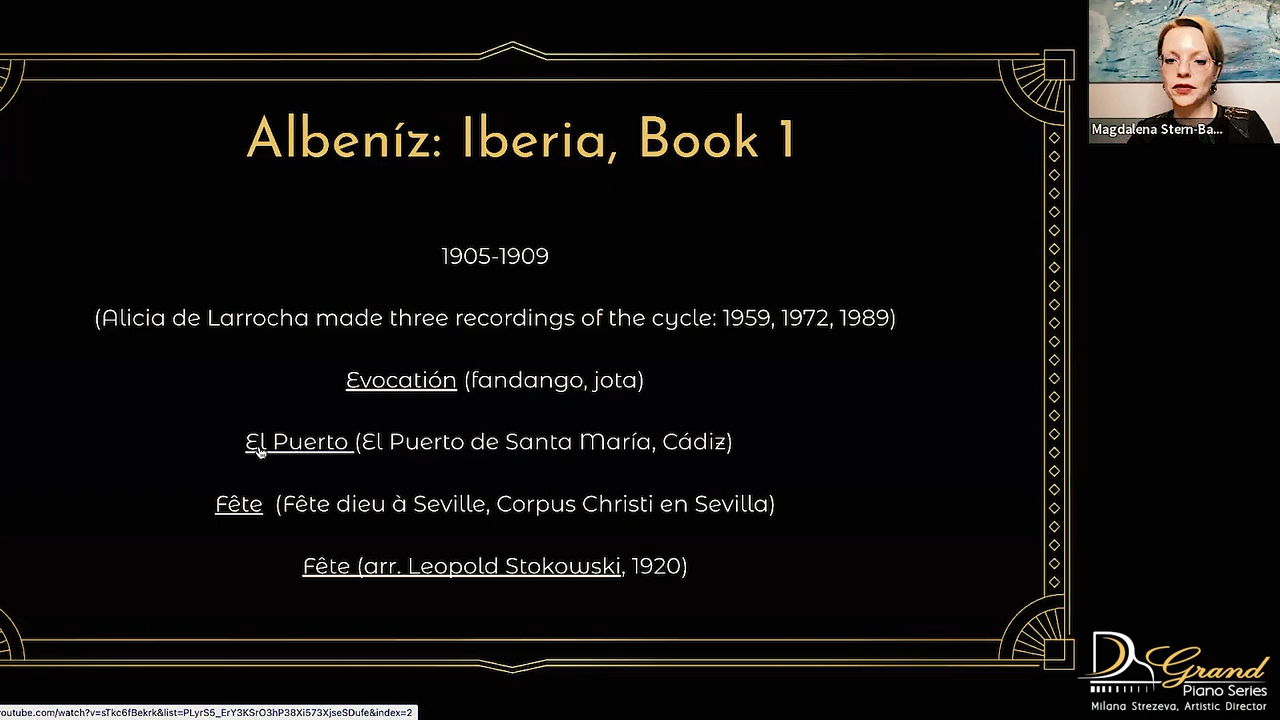 Albeníz: Iberia, Book 1
1905-1909
(Alicia de Larrocha made three recordings of the cycle: 1959, 1972, 1989)
Evocatión (fandango, jota)
El Puerto (El Puerto de Santa María, Cádiz)
Fête (Fête dieu à Seville, Corpus Christi en Sevilla)
Fête (arr. Leopold Stokowski, 1920)
Magdalena Stern-Ba...
Grand
Piano Series
Milana Strezeva, Artistic Director
outube.com/watch?v=sTkc6fBekrk&list=PLyrS5_ErY3KSrO3hP38Xi573XjseSDufe&index=2